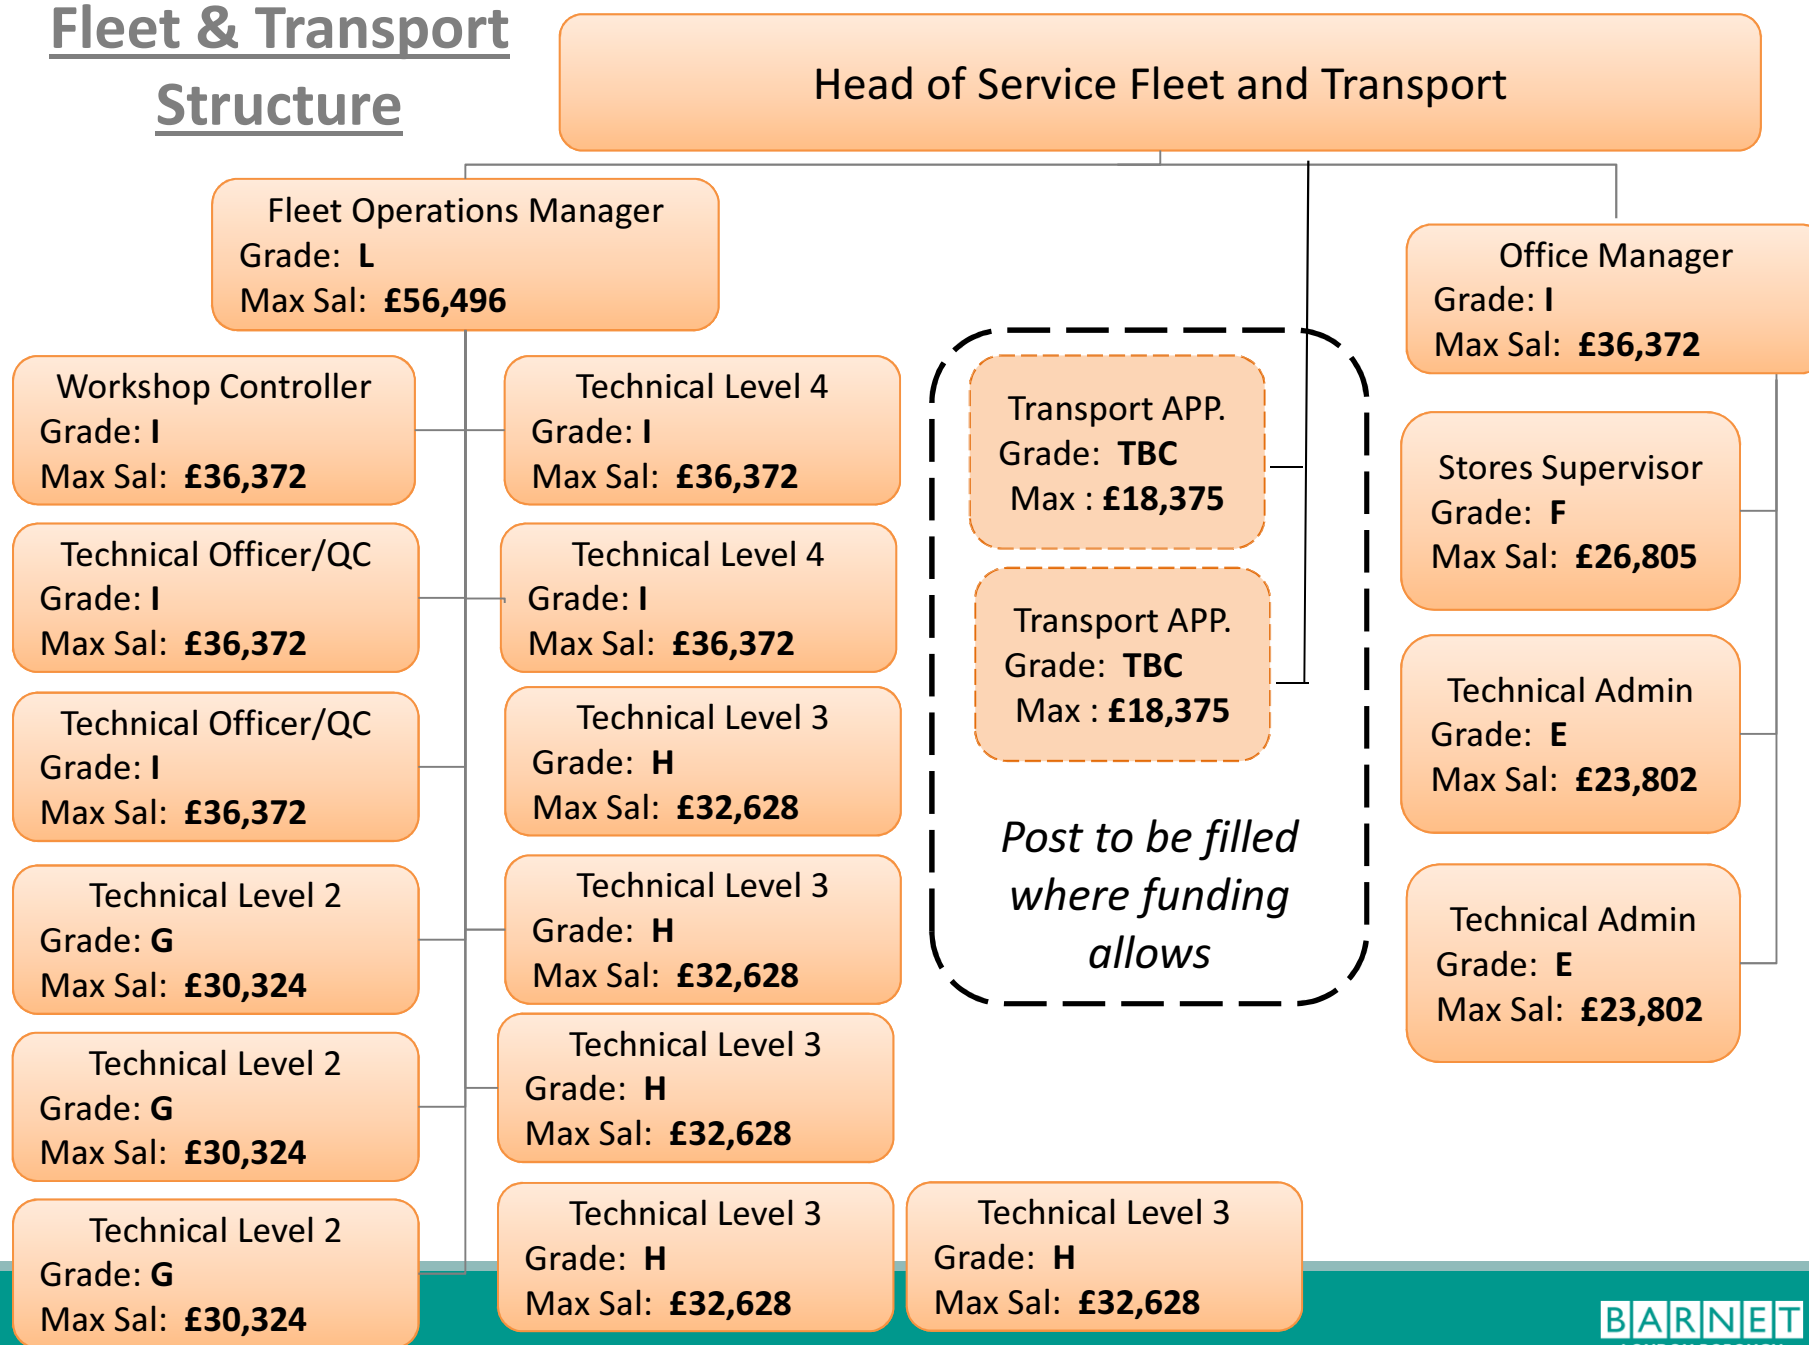 Fleet & Transport
Structure
Head of Service Fleet and Transport
Fleet Operations Manager
Grade: L
Max Sal: £56,496
Office Manager
Grade: I
Max Sal: £36,372
Workshop Controller
Grade: I
Max Sal: £36,372
Technical Officer/QC
Grade: I
Max Sal: £36,372
Technical Officer/QC
Grade: I
Max Sal: £36,372
Technical Level 2
Grade: G
Max Sal: £30,324
Technical Level 2
Grade: G
Max Sal: £30,324
Technical Level 2
Grade: G
Max Sal: £30,324
Technical Level 4
Grade: I
Max Sal: £36,372
Technical Level 4
Grade: I
Max Sal: £36,372
Technical Level 3
Grade: H
Max Sal: £32,628
Technical Level 3
Grade: H
Max Sal: £32,628
Technical Level 3
Grade: H
Max Sal: £32,628
Technical Level 3
Grade: H
Max Sal: £32,628
Technical Level 3
Grade: H
Max Sal: £32,628
Transport APP.
Grade: TBC
Max : £18,375
Transport APP.
Grade: TBC
Max : £18,375
Post to be filled
where funding
allows
Stores Supervisor
Grade: F
Max Sal: £26,805
Technical Admin
Grade: E
Max Sal: £23,802
Technical Admin
Grade: E
Max Sal: £23,802
BARNET